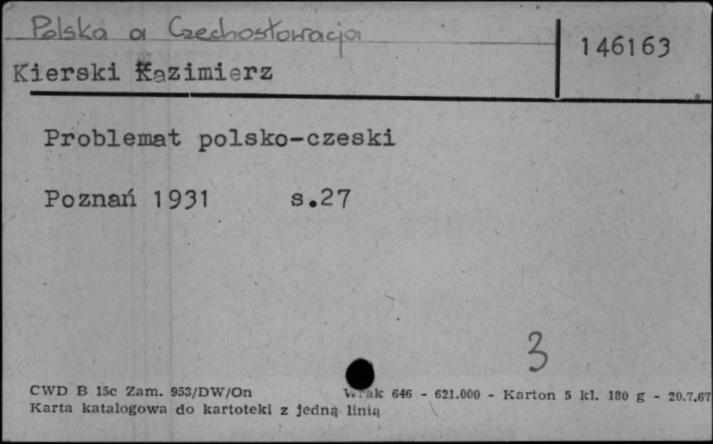 Polska a Czechosłowacja
146163
Kierski Kazimierz
Problemat polsko-czeski
Poznań 1931 s.27
3
CWD B 15c Zam. 953/DW/On 646 - 621.000 - Karton 5 kl. 180 g - 20.7.67
Karta katalogowa do kartoteki z jedną linią